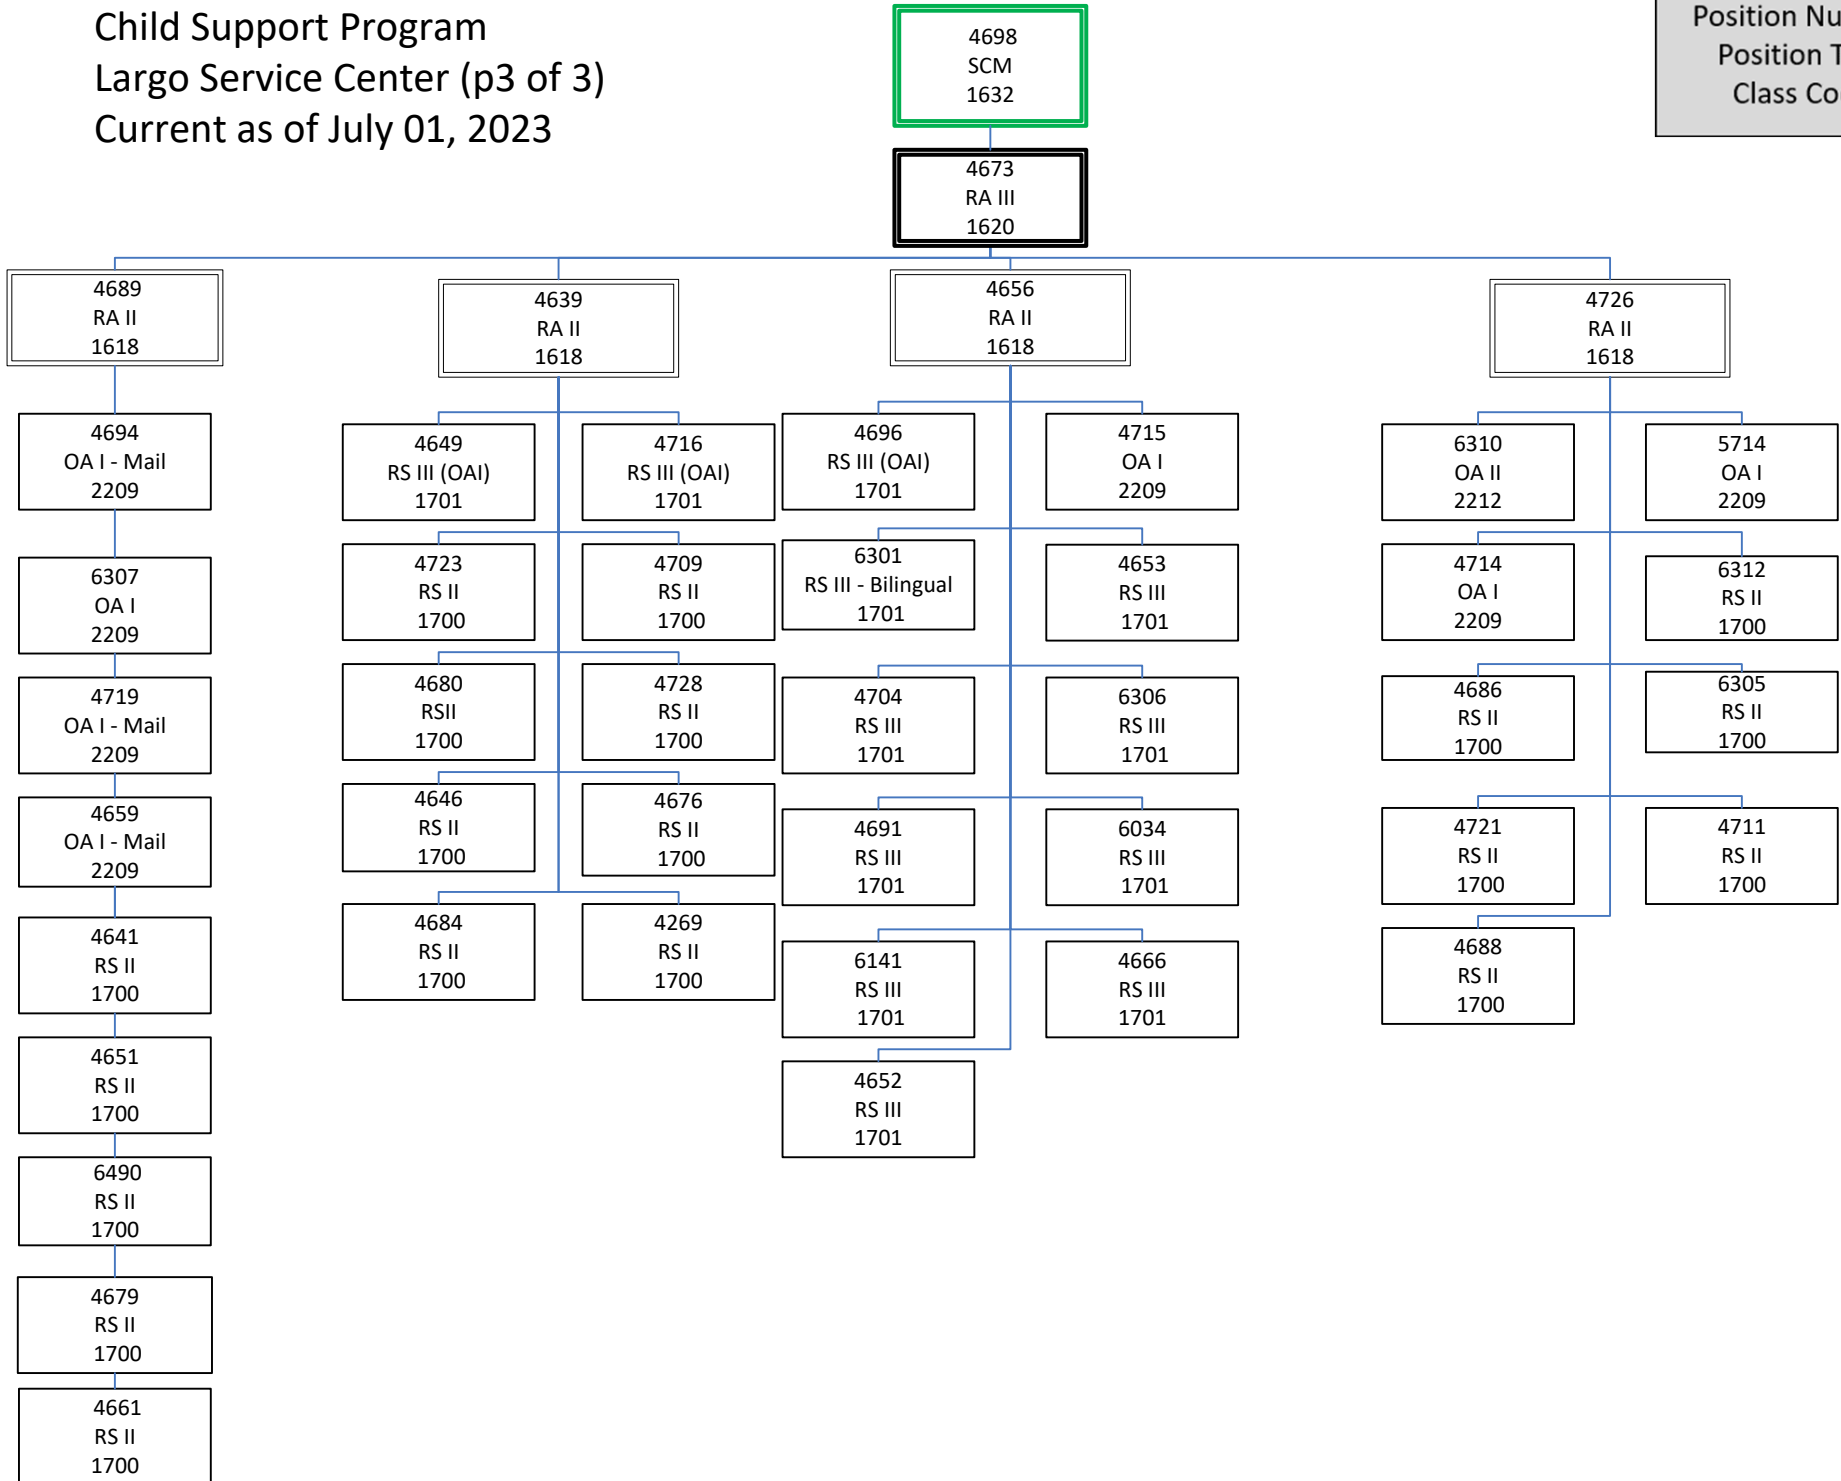 Child Support Program
Largo Service Center (p3 of 3)
Current as of July 01, 2023
4698
SCM
1632
Position
Position
Class
4673
RA III
1620
4689
RA II
1618
4639
RA II
1618
4656
RA II
1618
4726
RA II
1618
4694
OA I - Mail
2209
6307
OA I
2209
4719
OA I - Mail
2209
4659
OA I - Mail
2209
4641
RS II
1700
4651
RS II
1700
6490
RS II
1700
4679
RS II
1700
4661
RS II
1700
4649
RS III (OAI)
1701
4716
RS III (OAI)
1701
4723
RS II
1700
4709
RS II
1700
4680
RSII
1700
4728
RS II
1700
4646
RS II
1700
4676
RS II
1700
4684
RS II
1700
4269
RS II
1700
4696
RS III (OAI)
1701
4715
OA I
2209
6301
RS III - Bilingual
1701
4653
RS III
1701
4704
RS III
1701
6306
RS III
1701
4691
RS III
1701
6034
RS III
1701
6141
RS III
1701
4666
RS III
1701
4652
RS III
1701
6310
OA II
2212
5714
OA I
2209
4714
OA I
2209
6312
RS II
1700
4686
RS II
1700
6305
RS II
1700
4721
RS II
1700
4711
RS II
1700
4688
RS II
1700